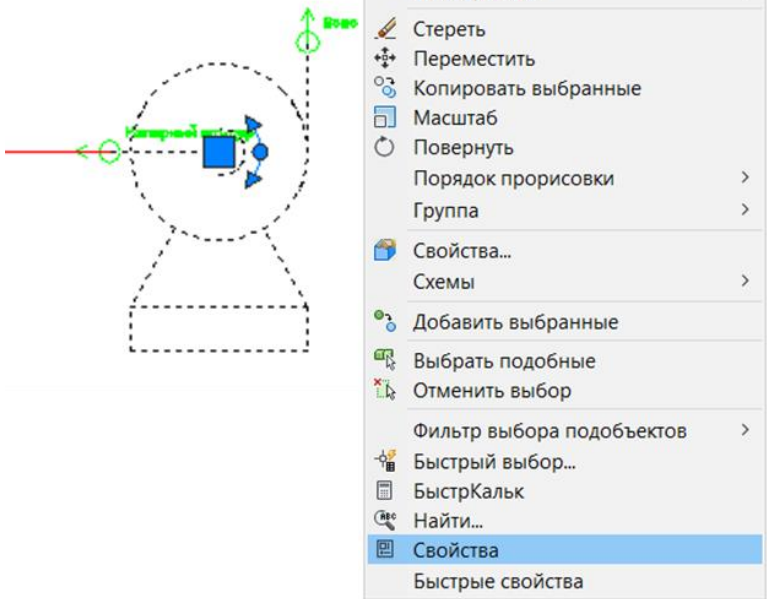 Стереть
Переместить
Копировать выбранные
Масштаб
Повернуть
Порядок прорисовки
Группа
Свойства...
Схемы
Добавить выбранные
Выбрать подобные
Отменить выбор
Фильтр выбора подобъектов
Быстрый выбор...
БыстрКальк
Найти...
Свойства
Быстрые свойства